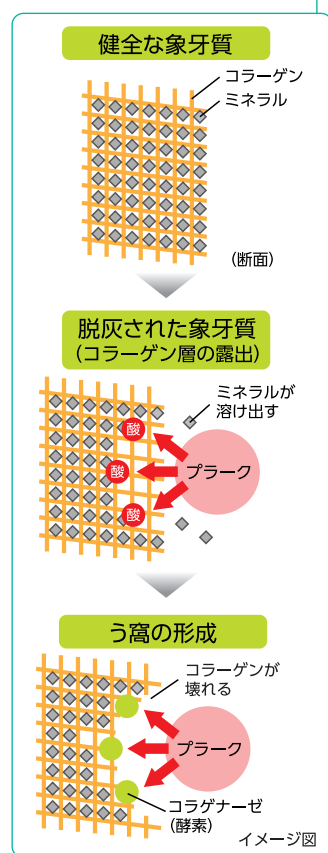 健全な象牙質
コラーゲン
ミネラル
(断面)
脱灰された象牙質
(コラーゲン層の露出)
ミネラルが
溶け出す
酸
酸
酸
プラーク
う窩の形成
コラーゲンが
壊れる
プラーク
コラゲナーゼ
(酵素)
イメージ図